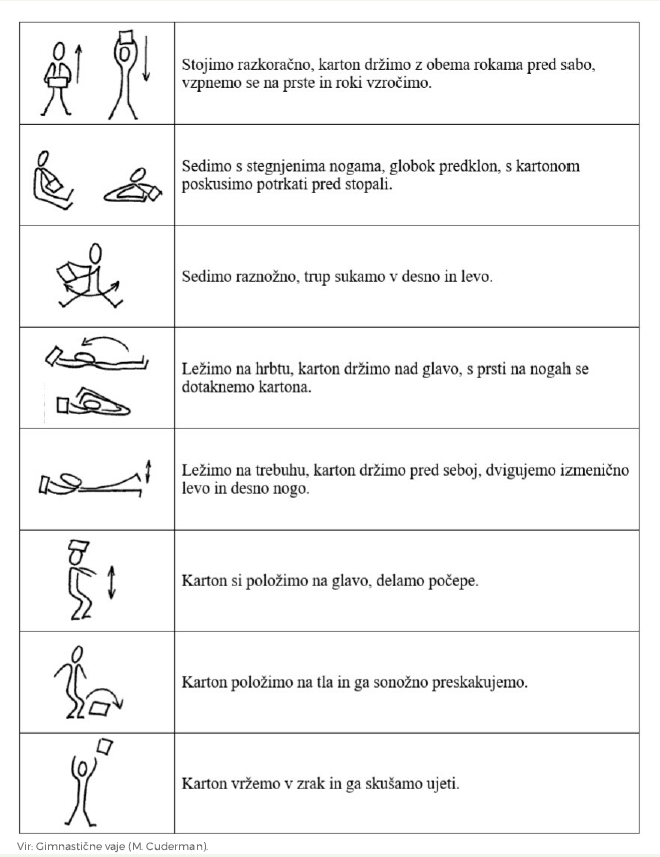 Stojimo razkoračno, karton držimo z obema rokama pred sabo,
vzpnemo se na prste in roki vzročimo.
Sedimo s stegnjenima nogama, globok predklon, s kartonom
poskusimo potrkati pred stopali.
Sedimo raznožno, trup sukamo v desno in levo.
Ležimo na hrbtu, karton držimo nad glavo, s prsti na nogah se
dotaknemo kartona.
Ležimo na trebuhu, karton držimo pred seboj, dvigujemo izmenično
levo in desno nogo.
Karton si položimo na glavo, delamo počepe.
Karton položimo na tla in ga sonožno preskakujemo.
Karton vržemo v zrak in ga skušamo ujeti.
Vir: Gimnastične vaje (M. Cuderman).